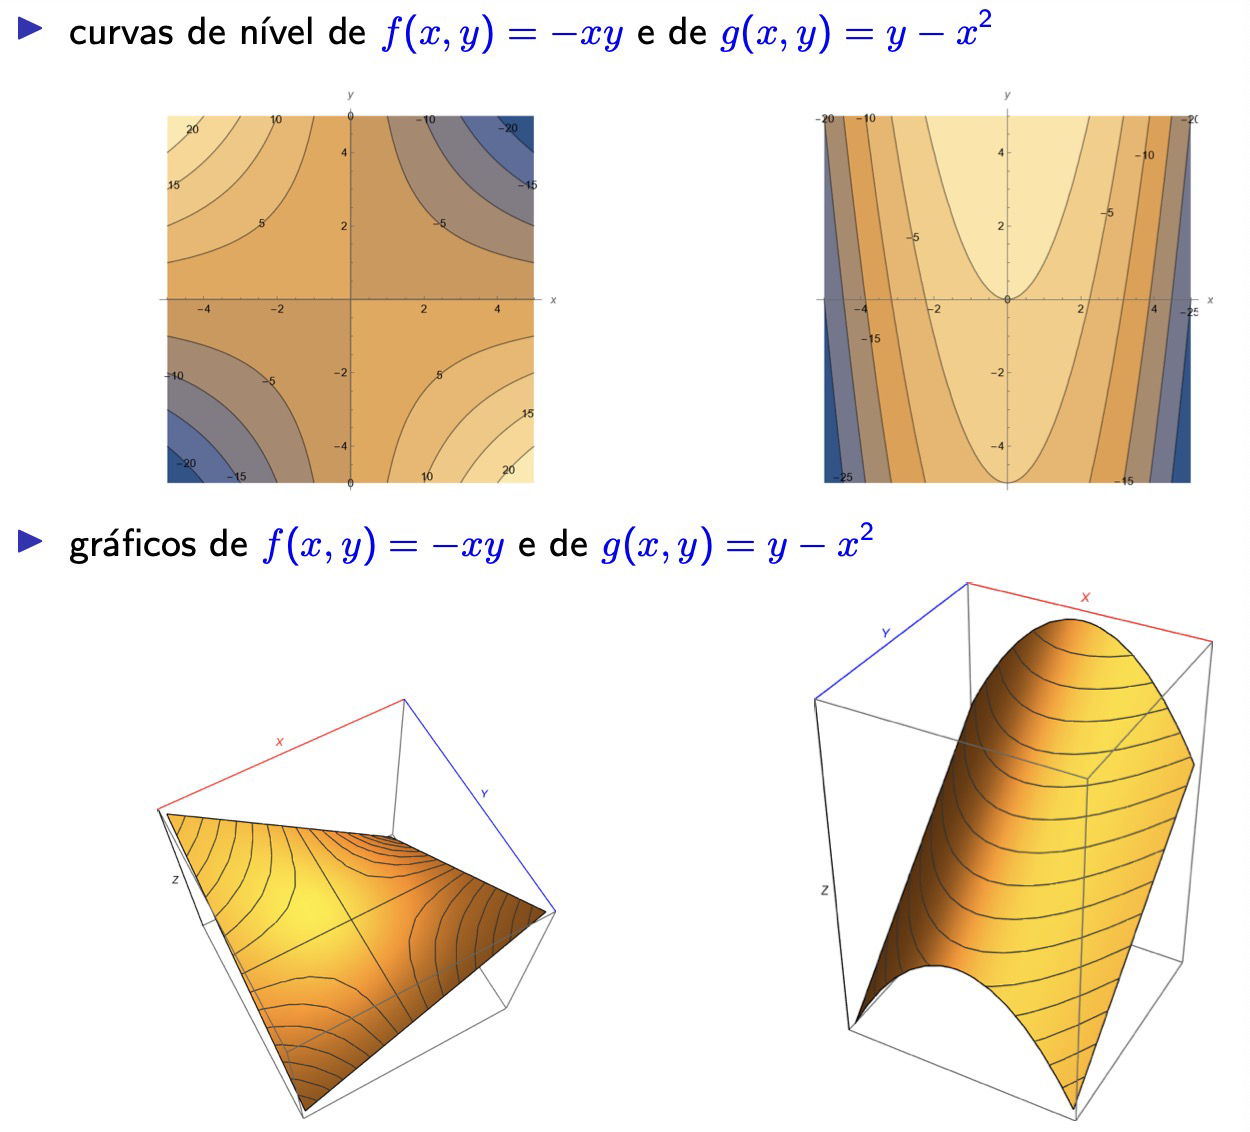 curvas de nível de f(x, y) = −xy e de g(x, y) = y − x²
y
20 10 0 −10 −20
4
15 −15
5 2 −5
x
−4 −2 2 4
−10 −2 −5 5
15
−4
−20 −15 0 10 20
y
−20 −10 −20
4 −10
−5
2
−5
x
−4 −2 0 2 4 −25
−15
−2
−4
−25 −15
gráficos de f(x, y) = −xy e de g(x, y) = y − x²
X
Y
Z
X
Y
Z